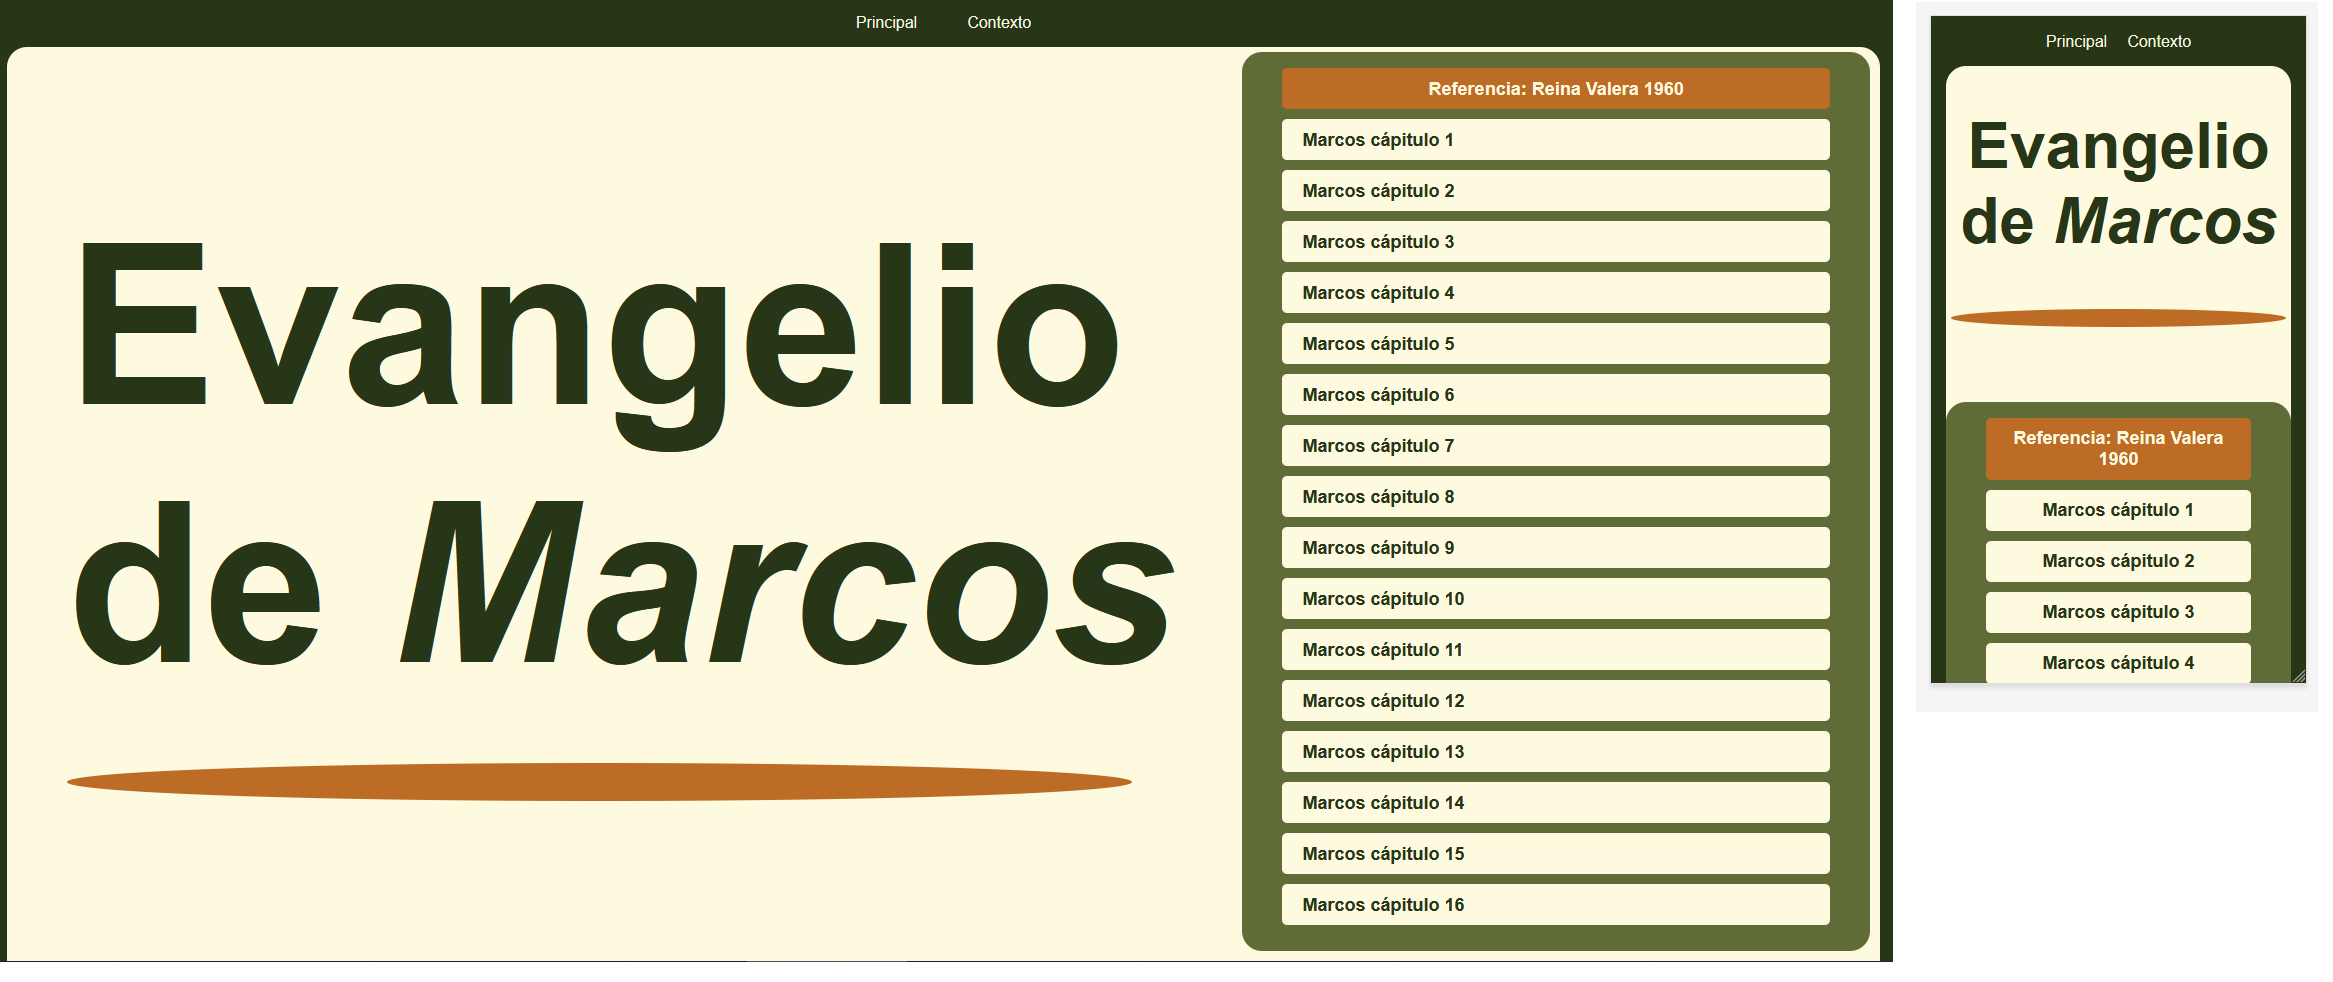 Principal Contexto
Evangelio
de Marcos
Referencia: Reina Valera 1960
Marcos cápitulo 1
Marcos cápitulo 2
Marcos cápitulo 3
Marcos cápitulo 4
Marcos cápitulo 5
Marcos cápitulo 6
Marcos cápitulo 7
Marcos cápitulo 8
Marcos cápitulo 9
Marcos cápitulo 10
Marcos cápitulo 11
Marcos cápitulo 12
Marcos cápitulo 13
Marcos cápitulo 14
Marcos cápitulo 15
Marcos cápitulo 16
Principal Contexto
Evangelio
de Marcos
Referencia: Reina Valera
1960
Marcos cápitulo 1
Marcos cápitulo 2
Marcos cápitulo 3
Marcos cápitulo 4